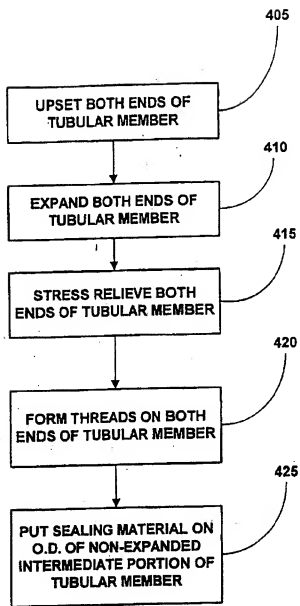 405
UPSET BOTH ENDS OF
TUBULAR MEMBER
410
EXPAND BOTH ENDS OF
TUBULAR MEMBER
415
STRESS RELIEVE BOTH
ENDS OF TUBULAR MEMBER
420
FORM THREADS ON BOTH
ENDS OF TUBULAR MEMBER
425
PUT SEALING MATERIAL ON
O.D. OF NON-EXPANDED
INTERMEDIATE PORTION OF
TUBULAR MEMBER